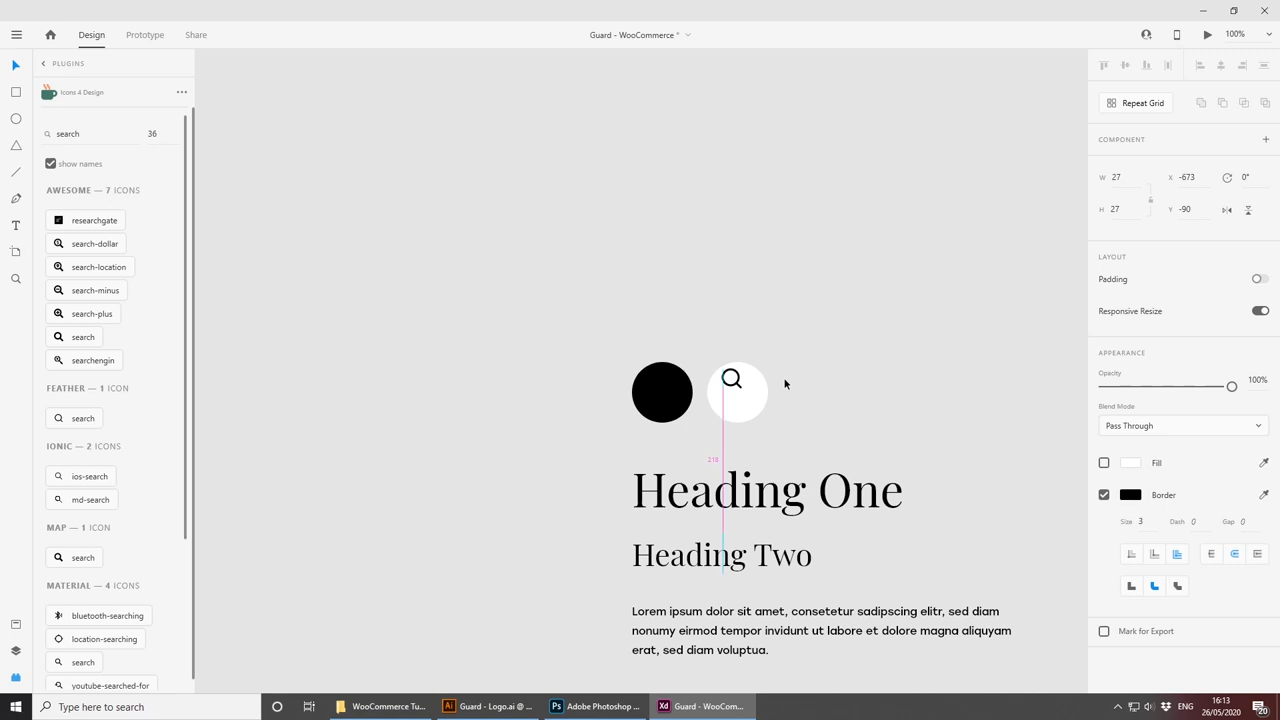 Design
Prototype
Share
Guard - WooCommerce *
100%
PLUGINS
Icons 4 Design
search
36
show names
AWESOME — 7 ICONS
researchgate
search-dollar
search-location
search-minus
search-plus
search
searchengin
FEATHER — 1 ICON
search
IONIC — 2 ICONS
ios-search
md-search
MAP — 1 ICON
search
MATERIAL — 4 ICONS
bluetooth-searching
location-searching
search
youtube-searched-for
218
Heading One
Heading Two
Lorem ipsum dolor sit amet, consetetur sadipscing elitr, sed diam
nonumy eirmod tempor invidunt ut labore et dolore magna aliquyam
erat, sed diam voluptua.
Repeat Grid
COMPONENT
W 27 X -673 0°
H 27 Y -90
LAYOUT
Padding
Responsive Resize
APPEARANCE
Opacity
100%
Blend Mode
Pass Through
Fill
Border
Size 3 Dash 0 Gap 0
Mark for Export
Type here to search
WooCommerce Tu...
Ai Guard - Logo.ai @ ...
Ps Adobe Photoshop ...
Xd Guard - WooCom...
16:13
26/05/2020
20